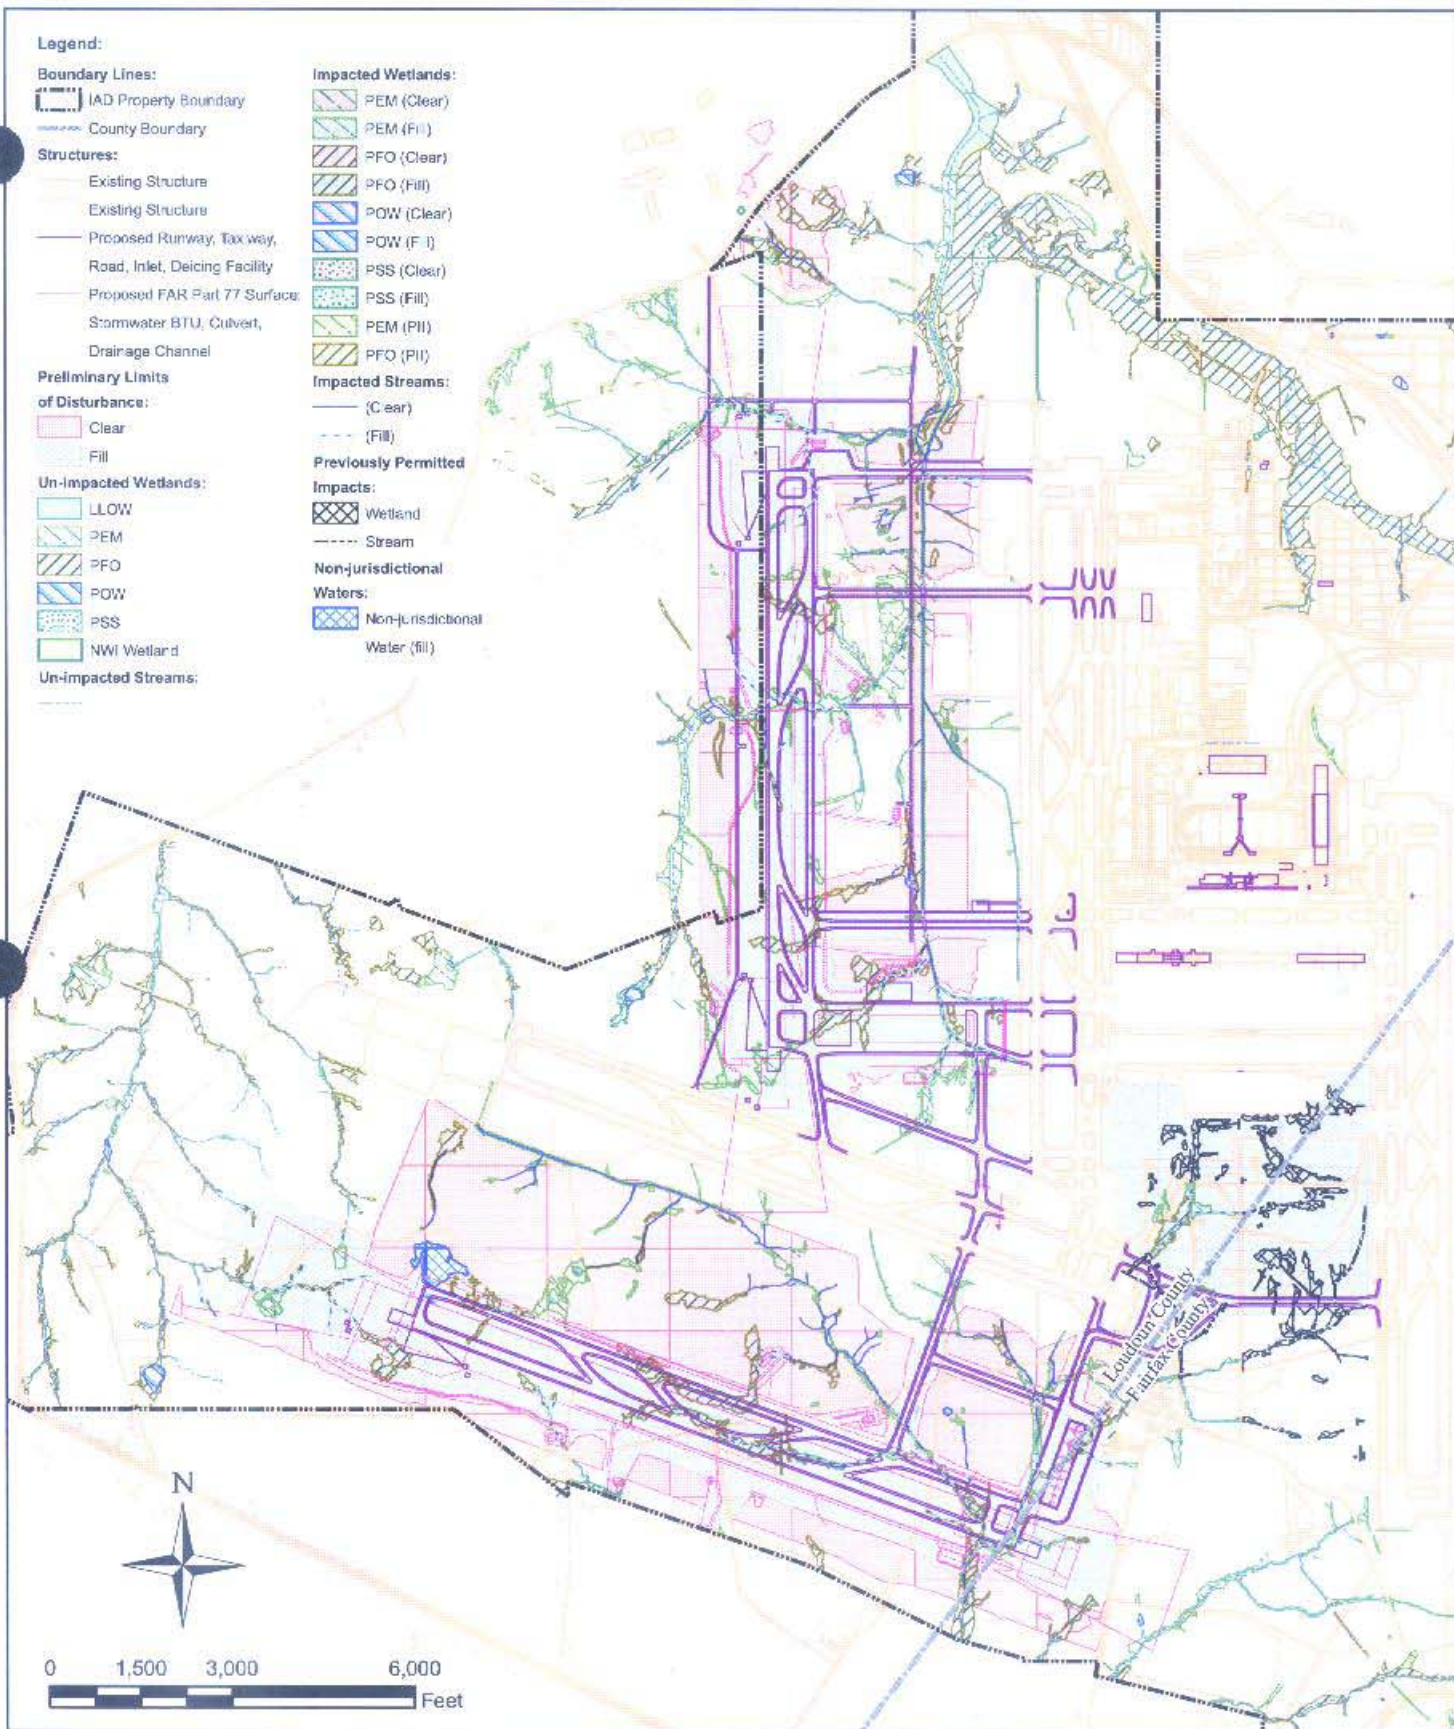 Legend:
Boundary Lines:
IAD Property Boundary
County Boundary
Structures:
Existing Structure
Existing Structure
Proposed Runway, Taxiway,
Road, Inlet, Deicing Facility
Proposed FAR Part 77 Surface
Stormwater BTU, Culvert,
Drainage Channel
Preliminary Limits
of Disturbance:
Clear
Fill
Un-impacted Wetlands:
LLOW
PEM
PFO
POW
PSS
NWI Wetland
Un-impacted Streams:
Impacted Wetlands:
PEM (Clear)
PEM (Fill)
PFO (Clear)
PFO (Fill)
POW (Clear)
POW (Fill)
PSS (Clear)
PSS (Fill)
PEM (PII)
PFO (PII)
Impacted Streams:
(Clear)
(Fill)
Previously Permitted
Impacts:
Wetland
Stream
Non-jurisdictional
Waters:
Non-jurisdictional
Water (fill)
Loudoun County
Fairfax County
N
0 1,500 3,000 6,000
Feet